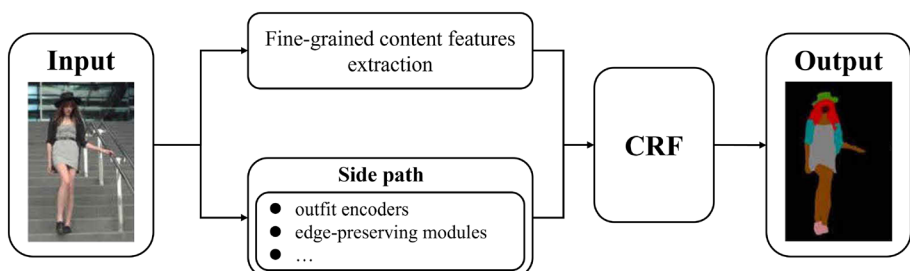 Input
Fine-grained content features
extraction
Side path
● outfit encoders
● edge-preserving modules
● …
CRF
Output